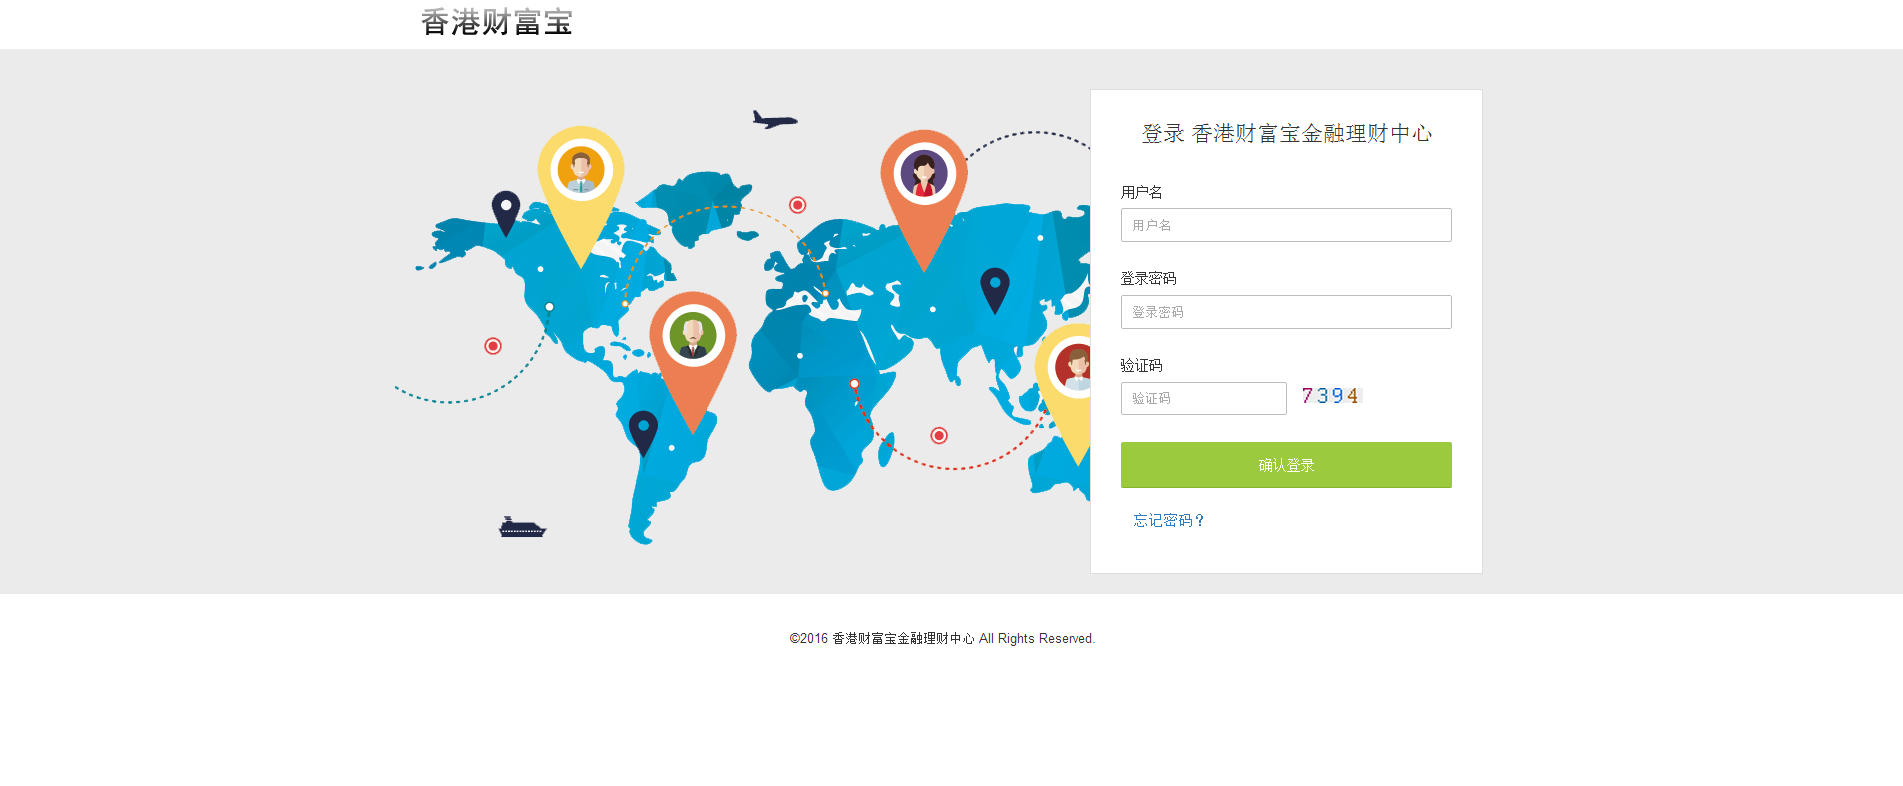 香港财富宝
登录 香港财富宝金融理财中心
用户名
用户名
登录密码
登录密码
验证码
验证码
7394
确认登录
忘记密码？
©2016 香港财富宝金融理财中心 All Rights Reserved.